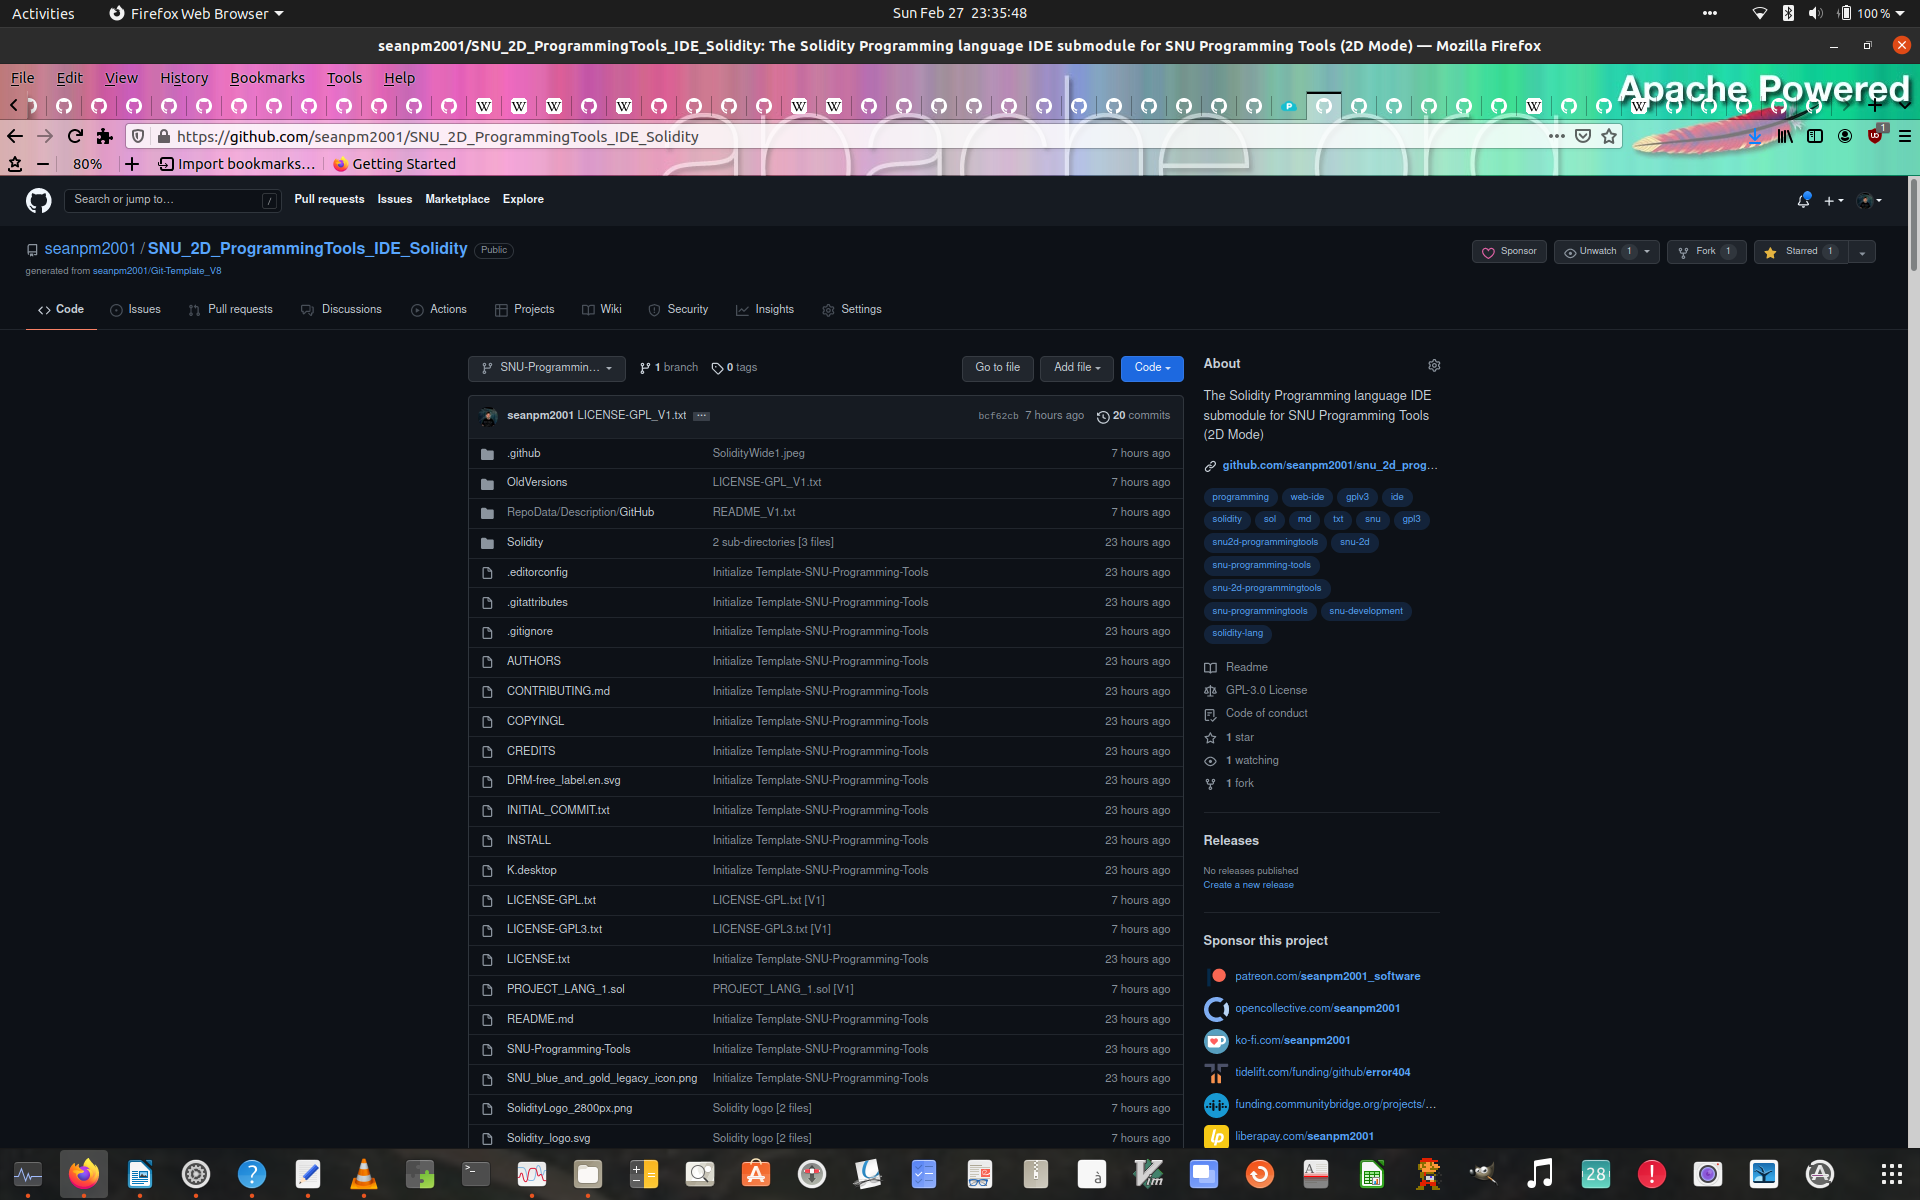 Activities
Firefox Web Browser
Sun Feb 27  23:35:48
100 %
seanpm2001/SNU_2D_ProgrammingTools_IDE_Solidity: The Solidity Programming language IDE submodule for SNU Programming Tools (2D Mode) — Mozilla Firefox
File Edit View History Bookmarks Tools Help
Apache Powered
https://github.com/seanpm2001/SNU_2D_ProgrammingTools_IDE_Solidity
80%
Import bookmarks...
Getting Started
Search or jump to...
/
Pull requests Issues Marketplace Explore
seanpm2001 / SNU_2D_ProgrammingTools_IDE_Solidity Public
generated from seanpm2001/Git-Template_V8
Sponsor
Unwatch 1
Fork 1
Starred 1
Code Issues Pull requests Discussions Actions Projects Wiki Security Insights Settings
SNU-Programmin...
1 branch
0 tags
Go to file
Add file
Code
seanpm2001 LICENSE-GPL_V1.txt ...
bcf62cb 7 hours ago
20 commits
.github SolidityWide1.jpeg 7 hours ago
OldVersions LICENSE-GPL_V1.txt 7 hours ago
RepoData/Description/GitHub README_V1.txt 7 hours ago
Solidity 2 sub-directories [3 files] 23 hours ago
.editorconfig Initialize Template-SNU-Programming-Tools 23 hours ago
.gitattributes Initialize Template-SNU-Programming-Tools 23 hours ago
.gitignore Initialize Template-SNU-Programming-Tools 23 hours ago
AUTHORS Initialize Template-SNU-Programming-Tools 23 hours ago
CONTRIBUTING.md Initialize Template-SNU-Programming-Tools 23 hours ago
COPYINGL Initialize Template-SNU-Programming-Tools 23 hours ago
CREDITS Initialize Template-SNU-Programming-Tools 23 hours ago
DRM-free_label.en.svg Initialize Template-SNU-Programming-Tools 23 hours ago
INITIAL_COMMIT.txt Initialize Template-SNU-Programming-Tools 23 hours ago
INSTALL Initialize Template-SNU-Programming-Tools 23 hours ago
K.desktop Initialize Template-SNU-Programming-Tools 23 hours ago
LICENSE-GPL.txt LICENSE-GPL.txt [V1] 7 hours ago
LICENSE-GPL3.txt LICENSE-GPL3.txt [V1] 7 hours ago
LICENSE.txt Initialize Template-SNU-Programming-Tools 23 hours ago
PROJECT_LANG_1.sol PROJECT_LANG_1.sol [V1] 7 hours ago
README.md Initialize Template-SNU-Programming-Tools 23 hours ago
SNU-Programming-Tools Initialize Template-SNU-Programming-Tools 23 hours ago
SNU_blue_and_gold_legacy_icon.png Initialize Template-SNU-Programming-Tools 23 hours ago
SolidityLogo_2800px.png Solidity logo [2 files] 7 hours ago
Solidity_logo.svg Solidity logo [2 files] 7 hours ago
About
The Solidity Programming language IDE
submodule for SNU Programming Tools
(2D Mode)
github.com/seanpm2001/snu_2d_prog...
programming web-ide gplv3 ide
solidity sol md txt snu gpl3
snu2d-programmingtools snu-2d
snu-programming-tools
snu-2d-programmingtools
snu-programmingtools snu-development
solidity-lang
Readme
GPL-3.0 License
Code of conduct
1 star
1 watching
1 fork
Releases
No releases published
Create a new release
Sponsor this project
patreon.com/seanpm2001_software
opencollective.com/seanpm2001
ko-fi.com/seanpm2001
tidelift.com/funding/github/error404
funding.communitybridge.org/projects/...
liberapay.com/seanpm2001
28